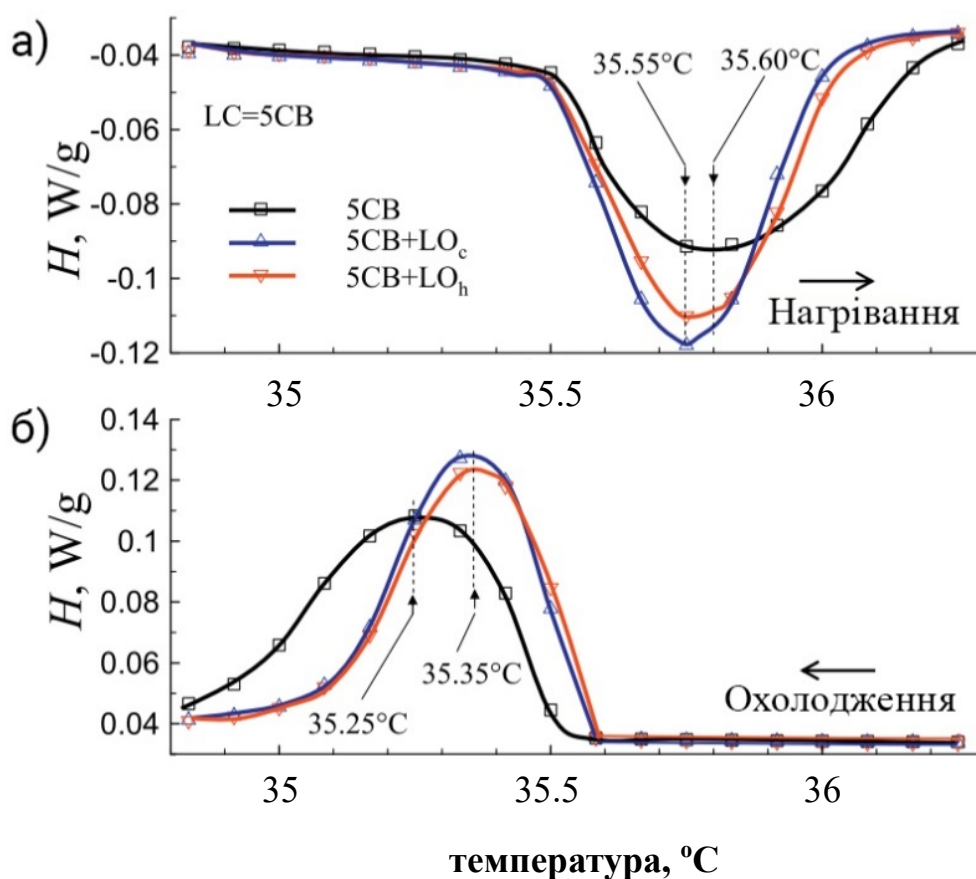 а)
-0.04
-0.06
-0.08
-0.1
-0.12
H, W/g
35.55°C
35.60°C
LC=5CB
5CB
5CB+LOc
5CB+LOh
Нагрівання
35
35.5
36
б)
0.14
0.12
0.1
0.08
0.06
0.04
H, W/g
35.35°C
35.25°C
Охолодження
35
35.5
36
температура, ºC